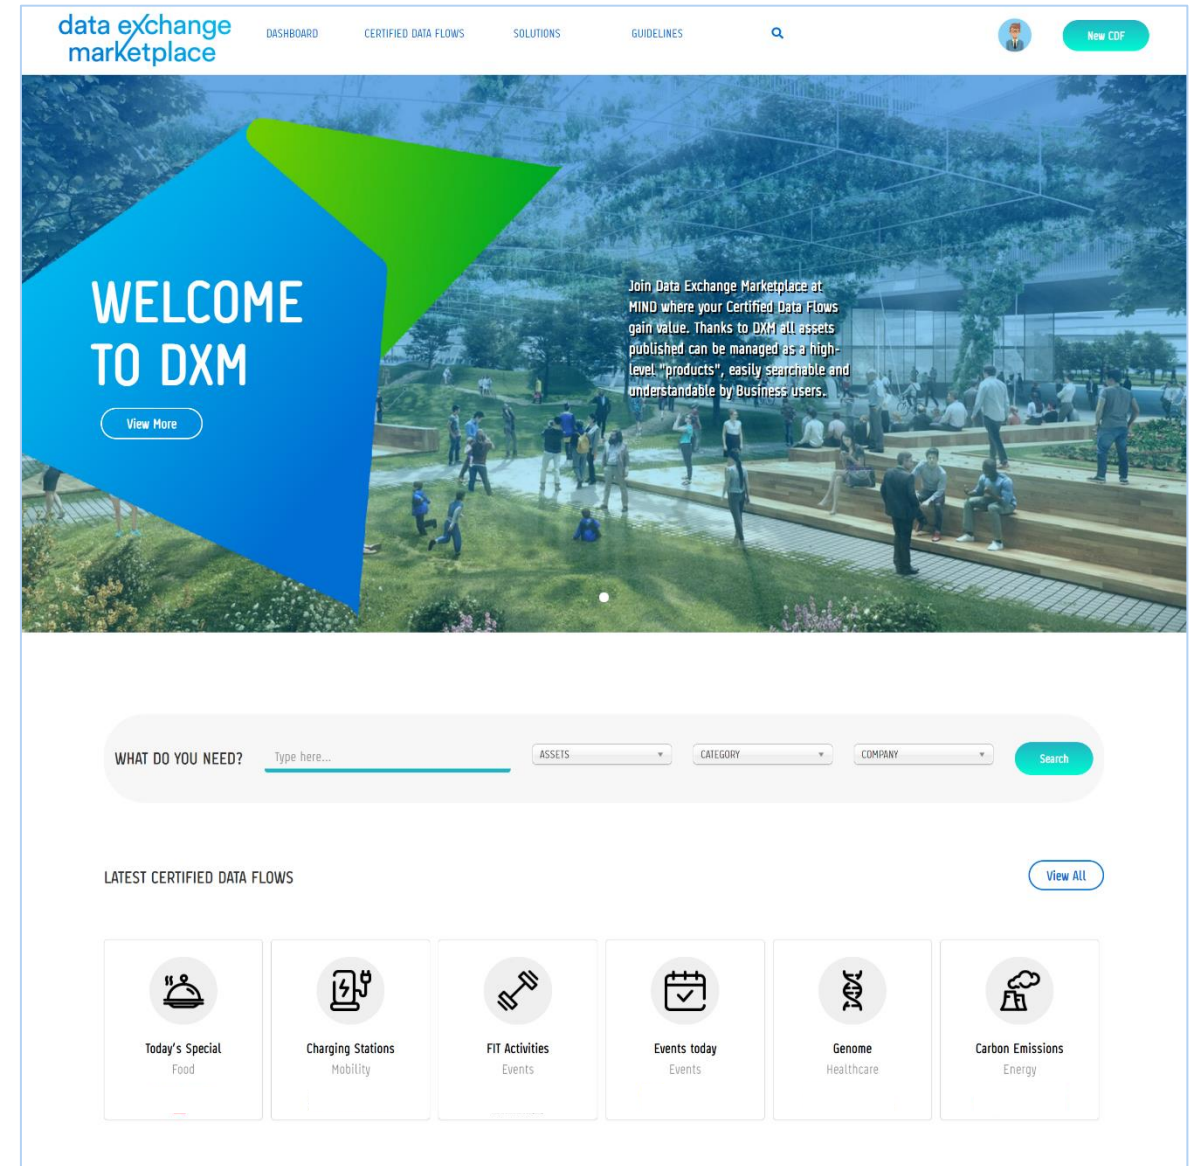 data exchange
marketplace
DASHBOARD
CERTIFIED DATA FLOWS
SOLUTIONS
GUIDELINES
New CDF
WELCOME
TO DXM
View More
Join Data Exchange Marketplace at
MIND where your Certified Data Flows
gain value. Thanks to DXM all assets
published can be managed as a high-
level "products", easily searchable and
understandable by Business users.
WHAT DO YOU NEED?
Type here...
ASSETS
CATEGORY
COMPANY
Search
LATEST CERTIFIED DATA FLOWS
View All
Today's Special
Food
Charging Stations
Mobility
FIT Activities
Events
Events today
Events
Genome
Healthcare
Carbon Emissions
Energy